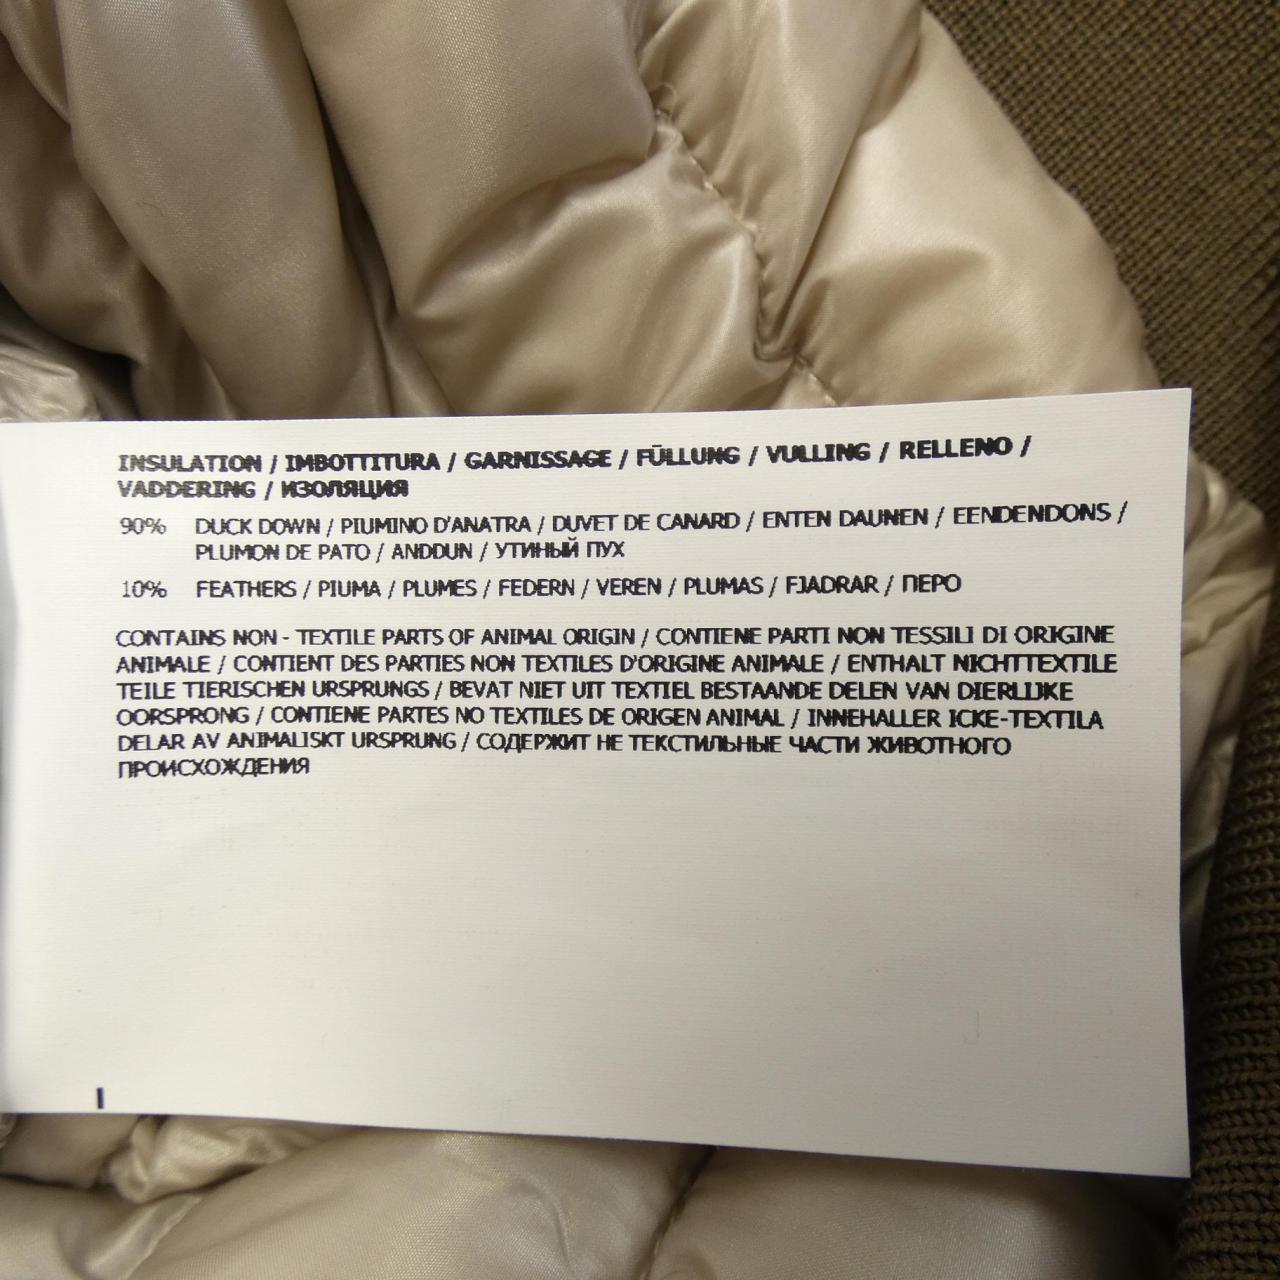 INSULATION / IMBOTTITURA / GARNISSAGE / FÜLLUNG / VULLING / RELLENO /
VADDERING / ИЗОЛЯЦИЯ
90% DUCK DOWN / PIUMINO D'ANATRA / DUVET DE CANARD / ENTEN DAUNEN / EENDENDONS /
PLUMON DE PATO / ANDDUN / УТИНЫЙ ПУХ
10% FEATHERS / PIUMA / PLUMES / FEDERN / VEREN / PLUMAS / FJADRAR / ПЕРО
CONTAINS NON - TEXTILE PARTS OF ANIMAL ORIGIN / CONTIENE PARTI NON TESSILI DI ORIGINE
ANIMALE / CONTIENT DES PARTIES NON TEXTILES D'ORIGINE ANIMALE / ENTHALT NICHTTEXTILE
TEILE TIERISCHEN URSPRUNGS / BEVAT NIET UIT TEXTIEL BESTAANDE DELEN VAN DIERLIJKE
OORSPRONG / CONTIENE PARTES NO TEXTILES DE ORIGEN ANIMAL / INNEHALLER ICKE-TEXTILA
DELAR AV ANIMALISKT URSPRUNG / СОДЕРЖИТ НЕ ТЕКСТИЛЬНЫЕ ЧАСТИ ЖИВОТНОГО
ПРОИСХОЖДЕНИЯ